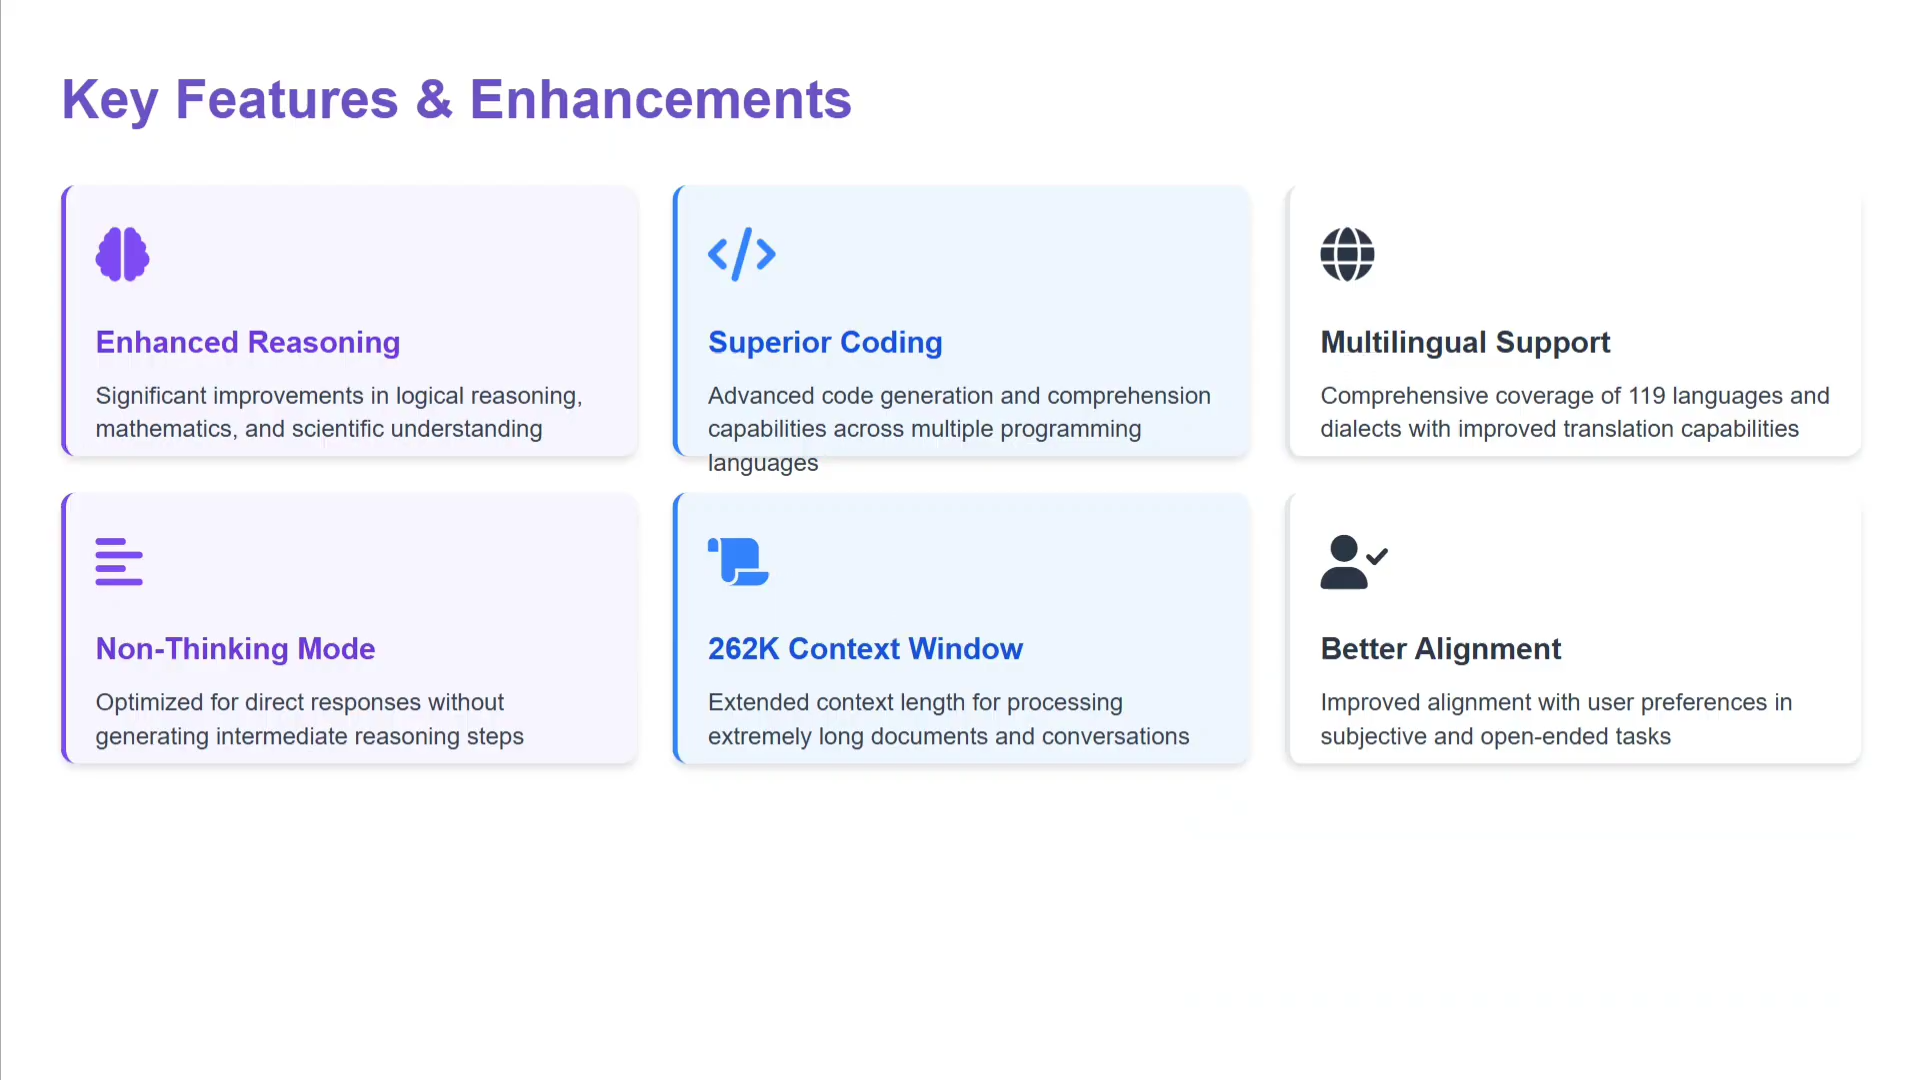 Key Features & Enhancements
Enhanced Reasoning
Significant improvements in logical reasoning,
mathematics, and scientific understanding
Superior Coding
Advanced code generation and comprehension
capabilities across multiple programming
languages
Multilingual Support
Comprehensive coverage of 119 languages and
dialects with improved translation capabilities
Non-Thinking Mode
Optimized for direct responses without
generating intermediate reasoning steps
262K Context Window
Extended context length for processing
extremely long documents and conversations
Better Alignment
Improved alignment with user preferences in
subjective and open-ended tasks